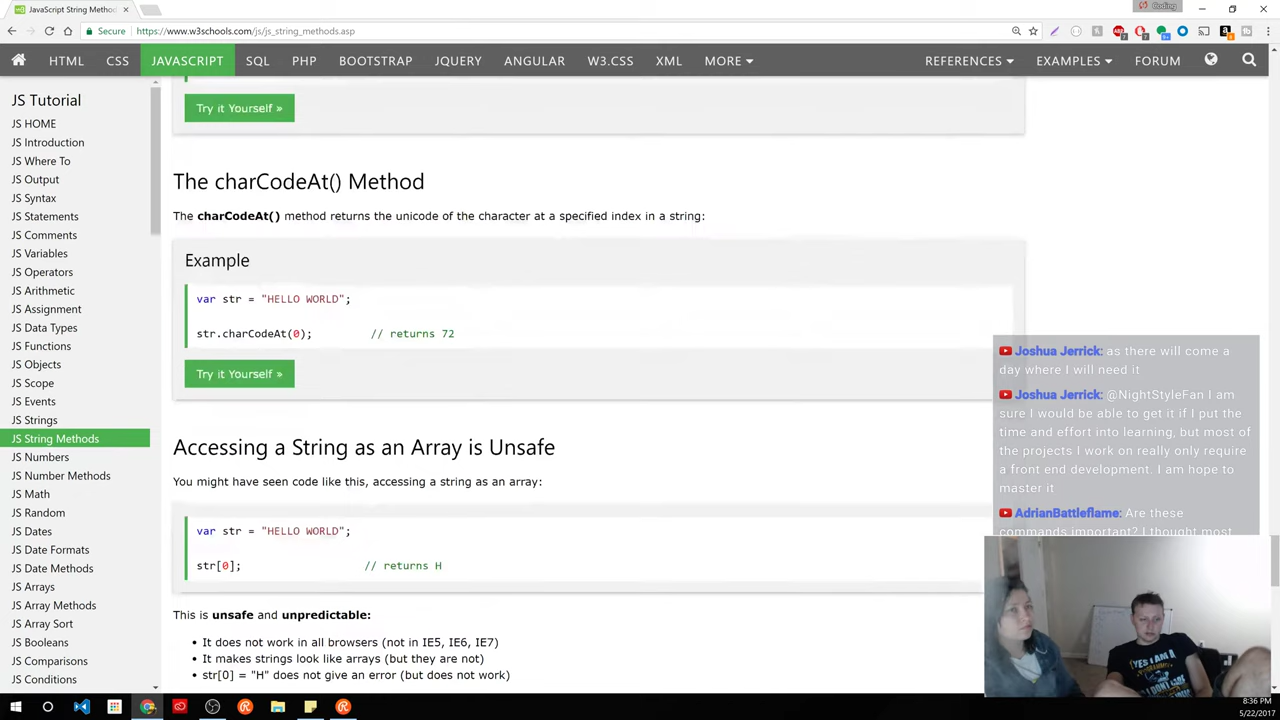 JavaScript String Metho
Coding
Secure
https://www.w3schools.com/js/js_string_methods.asp
HTML CSS JAVASCRIPT SQL PHP BOOTSTRAP JQUERY ANGULAR W3.CSS XML MORE REFERENCES EXAMPLES FORUM
JS Tutorial
JS HOME
JS Introduction
JS Where To
JS Output
JS Syntax
JS Statements
JS Comments
JS Variables
JS Operators
JS Arithmetic
JS Assignment
JS Data Types
JS Functions
JS Objects
JS Scope
JS Events
JS Strings
JS String Methods
JS Numbers
JS Number Methods
JS Math
JS Random
JS Dates
JS Date Formats
JS Date Methods
JS Arrays
JS Array Methods
JS Array Sort
JS Booleans
JS Comparisons
JS Conditions
Try it Yourself »
The charCodeAt() Method
The charCodeAt() method returns the unicode of the character at a specified index in a string:
Example
var str = "HELLO WORLD";
str.charCodeAt(0); // returns 72
Try it Yourself »
Accessing a String as an Array is Unsafe
You might have seen code like this, accessing a string as an array:
var str = "HELLO WORLD";
str[0]; // returns H
This is unsafe and unpredictable:
• It does not work in all browsers (not in IE5, IE6, IE7)
• It makes strings look like arrays (but they are not)
• str[0] = "H" does not give an error (but does not work)
Joshua Jerrick: as there will come a
day where I will need it
Joshua Jerrick: @NightStyleFan I am
sure I would be able to get it if I put the
time and effort into learning, but most of
the projects I work on really only require
a front end development. I am hope to
master it
AdrianBattleflame: Are these
commands important? I thought most
YES I AM A
8:36 PM
5/22/2017